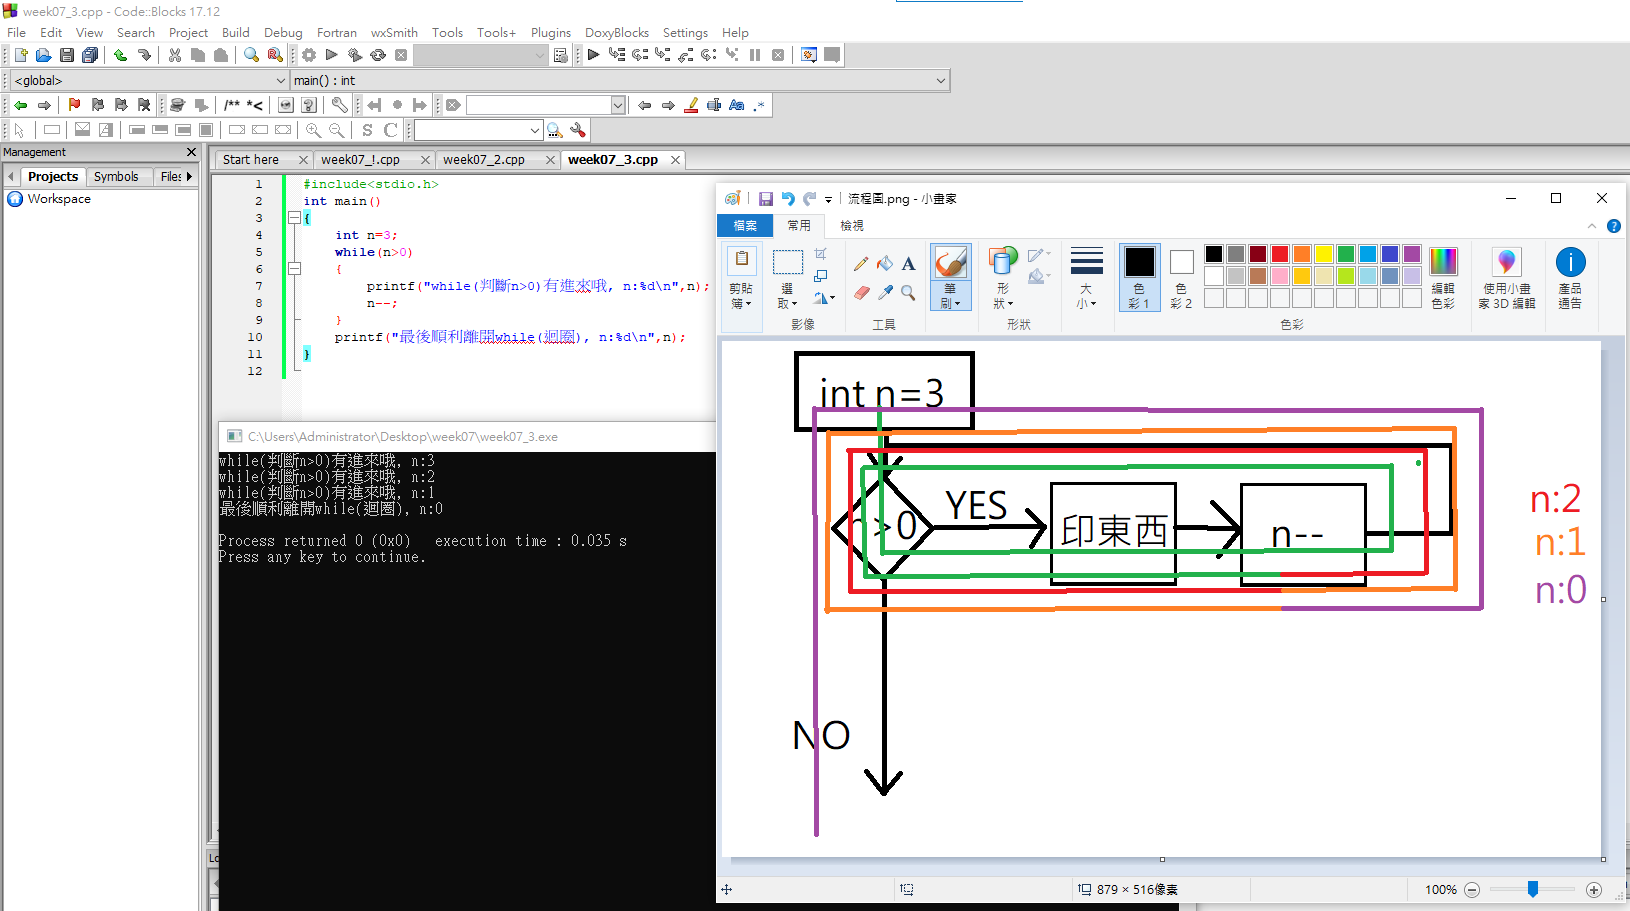 week07_3.cpp - Code::Blocks 17.12
File Edit View Search Project Build Debug Fortran wxSmith Tools Tools+ Plugins DoxyBlocks Settings Help
<global> main() : int
/** *<
S C
Management
Projects Symbols Files
Workspace
Start here week07_!.cpp week07_2.cpp week07_3.cpp
1 #include<stdio.h>
2 int main()
3 {
4 int n=3;
5 while(n>0)
6 {
7 printf("while(判斷n>0)有進來哦, n:%d\n",n);
8 n--;
9 }
10 printf("最後順利離開while(迴圈), n:%d\n",n);
11 }
12
C:\Users\Administrator\Desktop\week07\week07_3.exe
while(判斷n>0)有進來哦, n:3
while(判斷n>0)有進來哦, n:2
while(判斷n>0)有進來哦, n:1
最後順利離開while(迴圈), n:0
Process returned 0 (0x0) execution time : 0.035 s
Press any key to continue.
流程圖.png - 小畫家
檔案 常用 檢視
剪貼簿
選取
影像
A
工具
筆刷
形狀
形狀
大小
色彩 1
色彩 2
編輯色彩
色彩
使用小畫家 3D 編輯
產品通告
int n=3
n>0
YES
印東西
n--
NO
n:2
n:1
n:0
879 × 516像素
100%